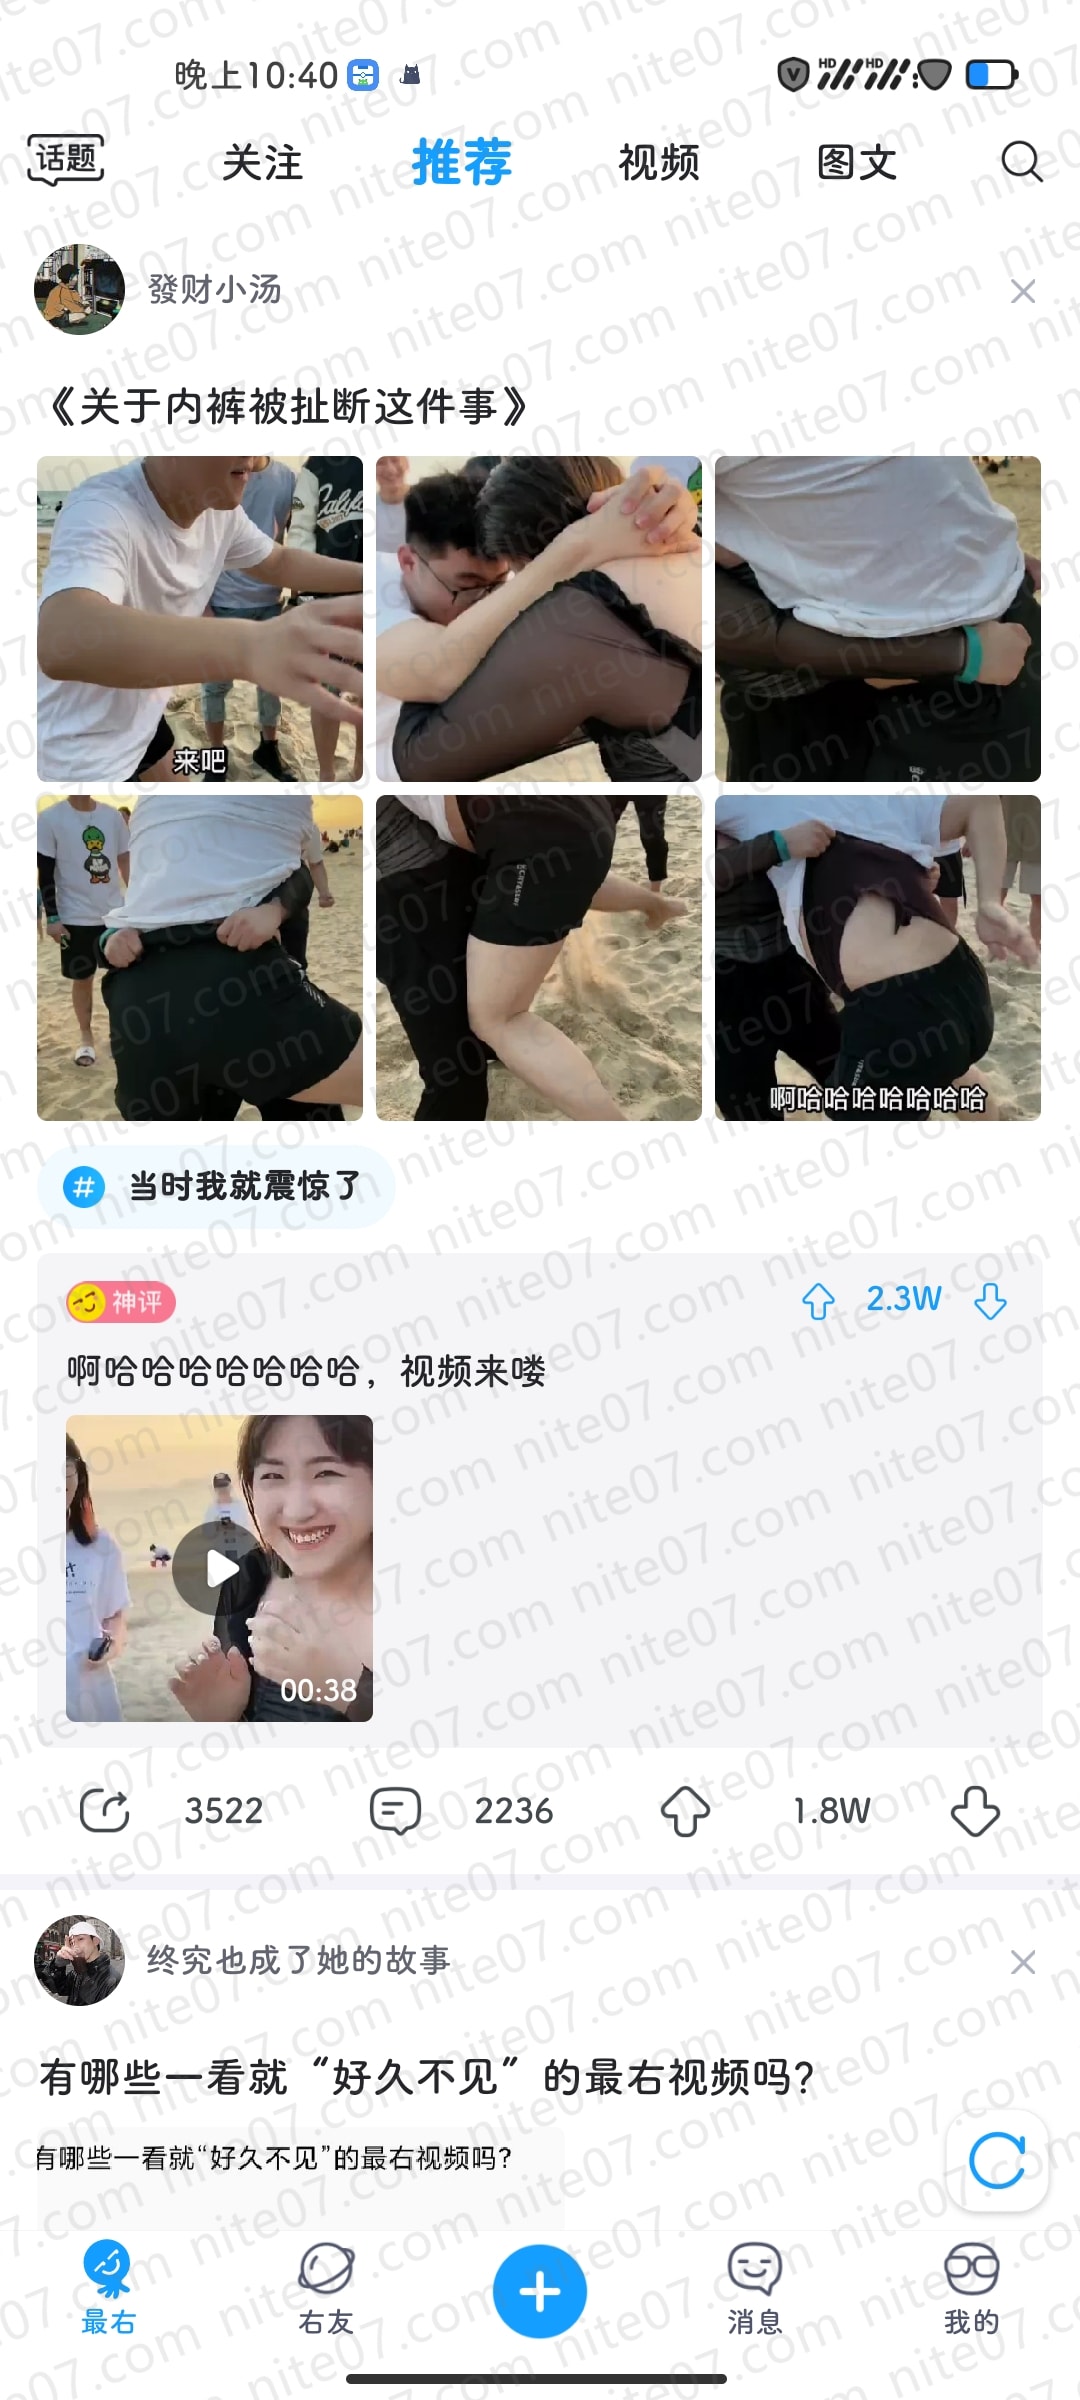 晚上10:40
HD HD
话题 关注 推荐 视频 图文
發财小汤
《关于内裤被扯断这件事》
Califo
来吧
啊哈哈哈哈哈哈哈
# 当时我就震惊了
神评 2.3W
啊哈哈哈哈哈哈哈，视频来喽
00:38
3522 2236 1.8W
终究也成了她的故事
有哪些一看就“好久不见”的最右视频吗？
有哪些一看就“好久不见”的最右视频吗？
最右 右友 消息 我的
nite07.com